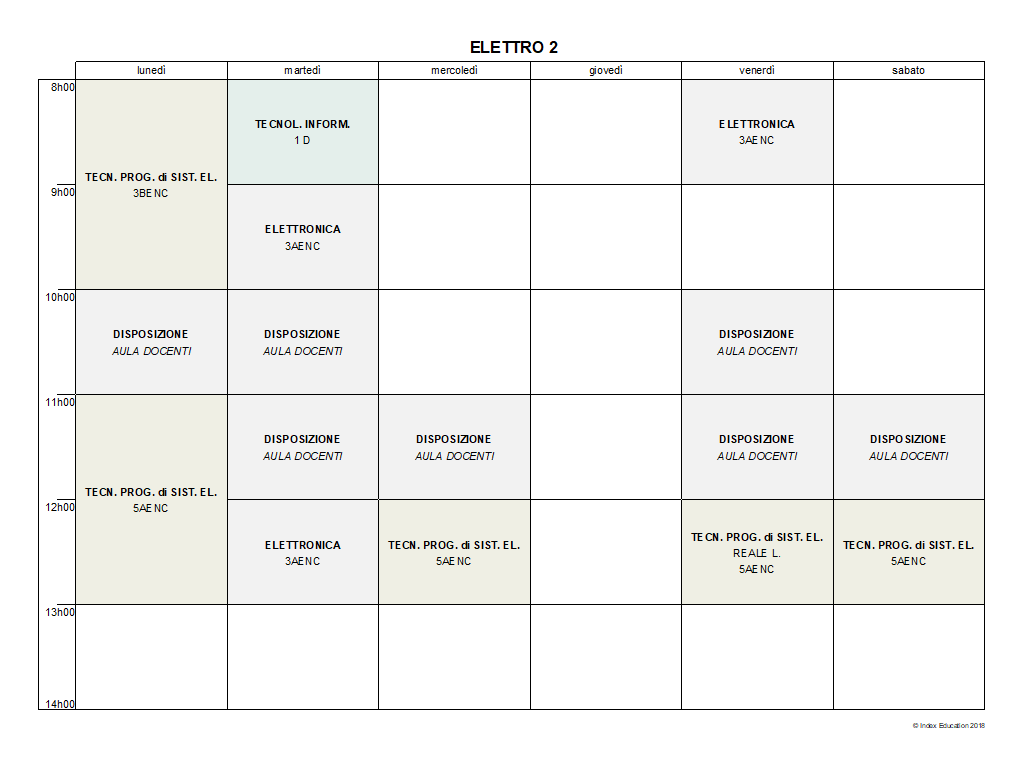 ELETTRO 2
lunedì martedì mercoledì giovedì venerdì sabato
8h00
TECNOL. INFORM.
1 D
ELETTRONICA
3AENC
TECN. PROG. di SIST. EL.
3BENC
9h00
ELETTRONICA
3AENC
10h00
DISPOSIZIONE DISPOSIZIONE DISPOSIZIONE
AULA DOCENTI AULA DOCENTI AULA DOCENTI
11h00
DISPOSIZIONE DISPOSIZIONE DISPOSIZIONE DISPOSIZIONE
AULA DOCENTI AULA DOCENTI AULA DOCENTI AULA DOCENTI
TECN. PROG. di SIST. EL.
5AENC
12h00
ELETTRONICA
3AENC
TECN. PROG. di SIST. EL.
5AENC
TECN. PROG. di SIST. EL.
REALE L.
5AENC
TECN. PROG. di SIST. EL.
5AENC
13h00
14h00
© Index Education 2018